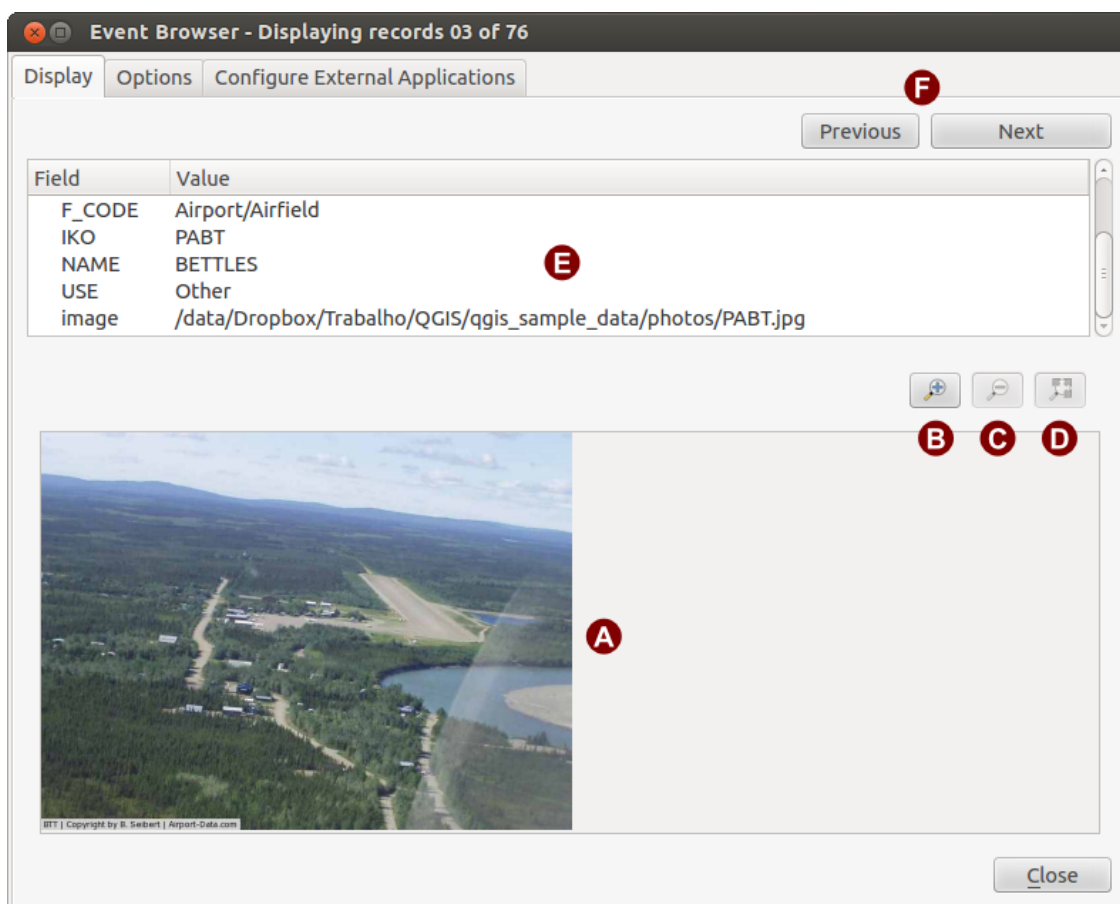 Event Browser - Displaying records 03 of 76
Display Options Configure External Applications
F
Previous Next
Field Value
F_CODE Airport/Airfield
IKO PABT
NAME BETTLES
E
USE Other
image /data/Dropbox/Trabalho/QGIS/qgis_sample_data/photos/PABT.jpg
B C D
A
BTT | Copyright by B. Seibert | Airport-Data.com
Close